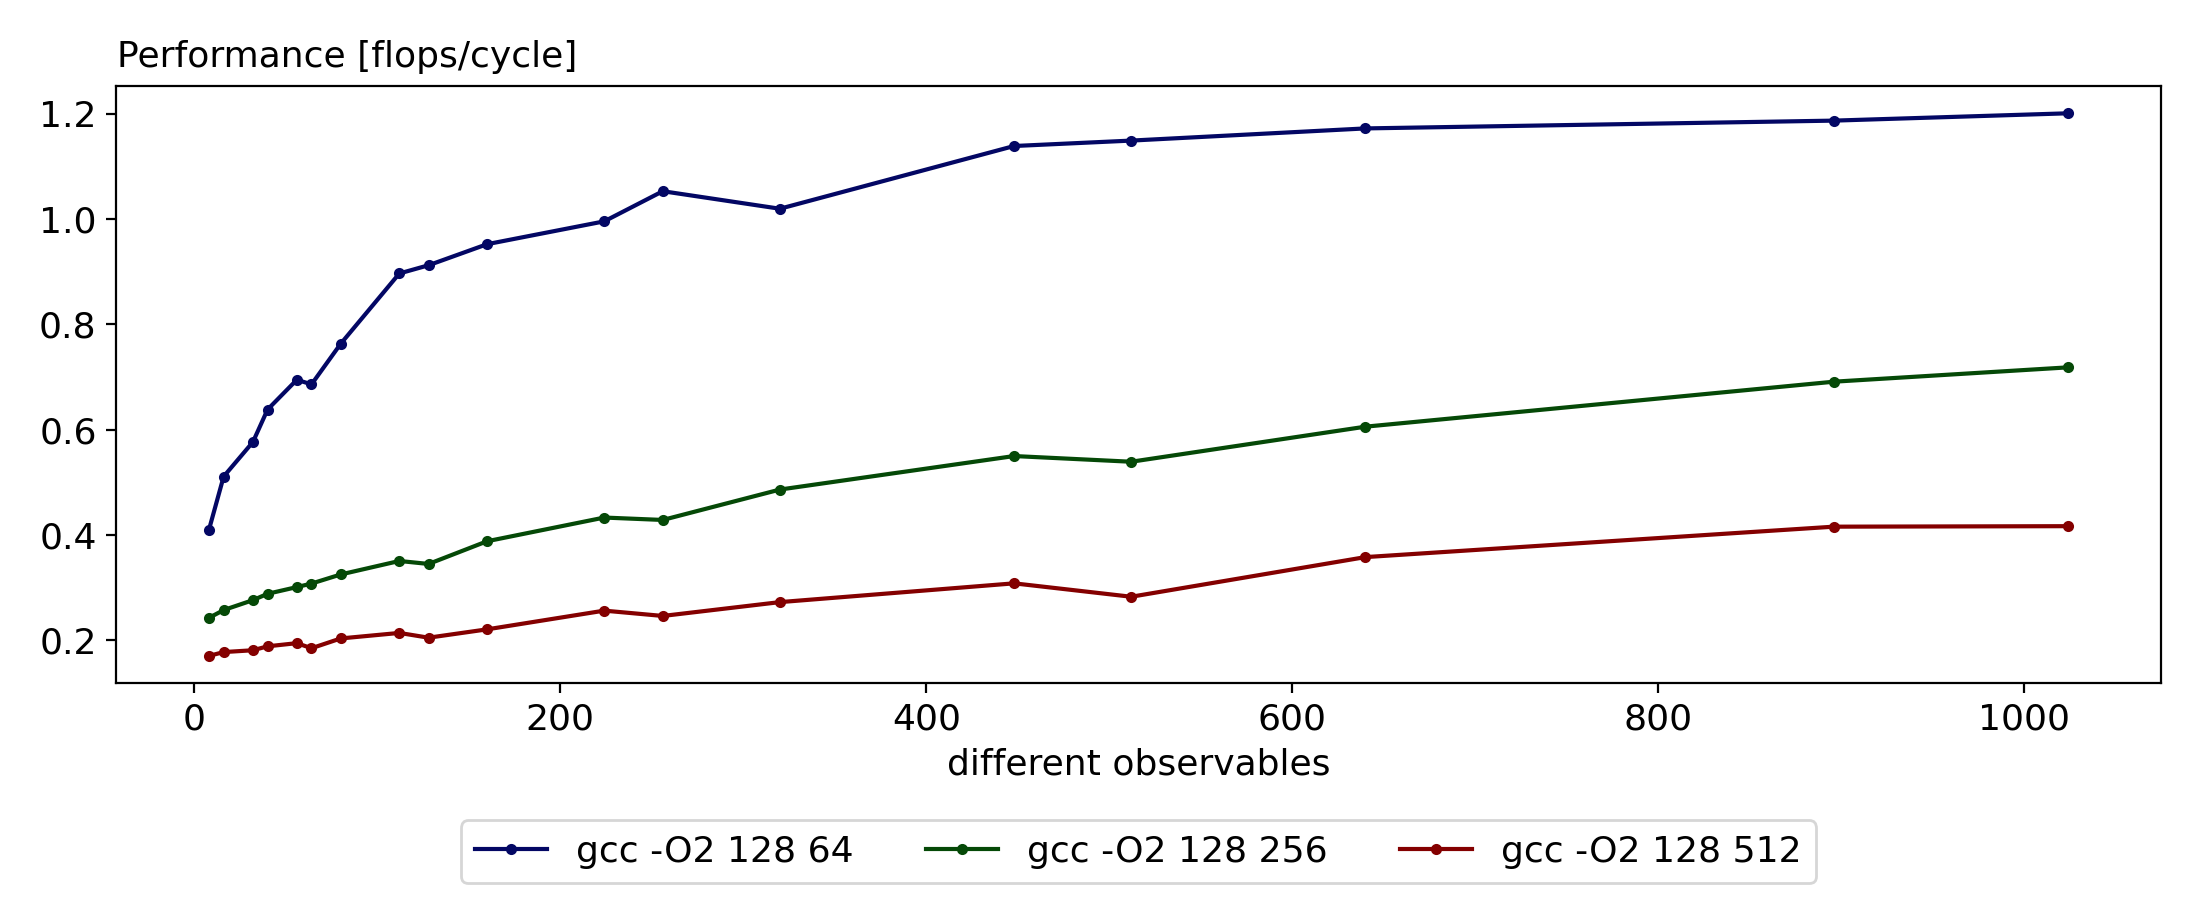 Performance [flops/cycle]
1.2
1.0
0.8
0.6
0.4
0.2
0 200 400 600 800 1000
different observables
gcc -O2 128 64 gcc -O2 128 256 gcc -O2 128 512